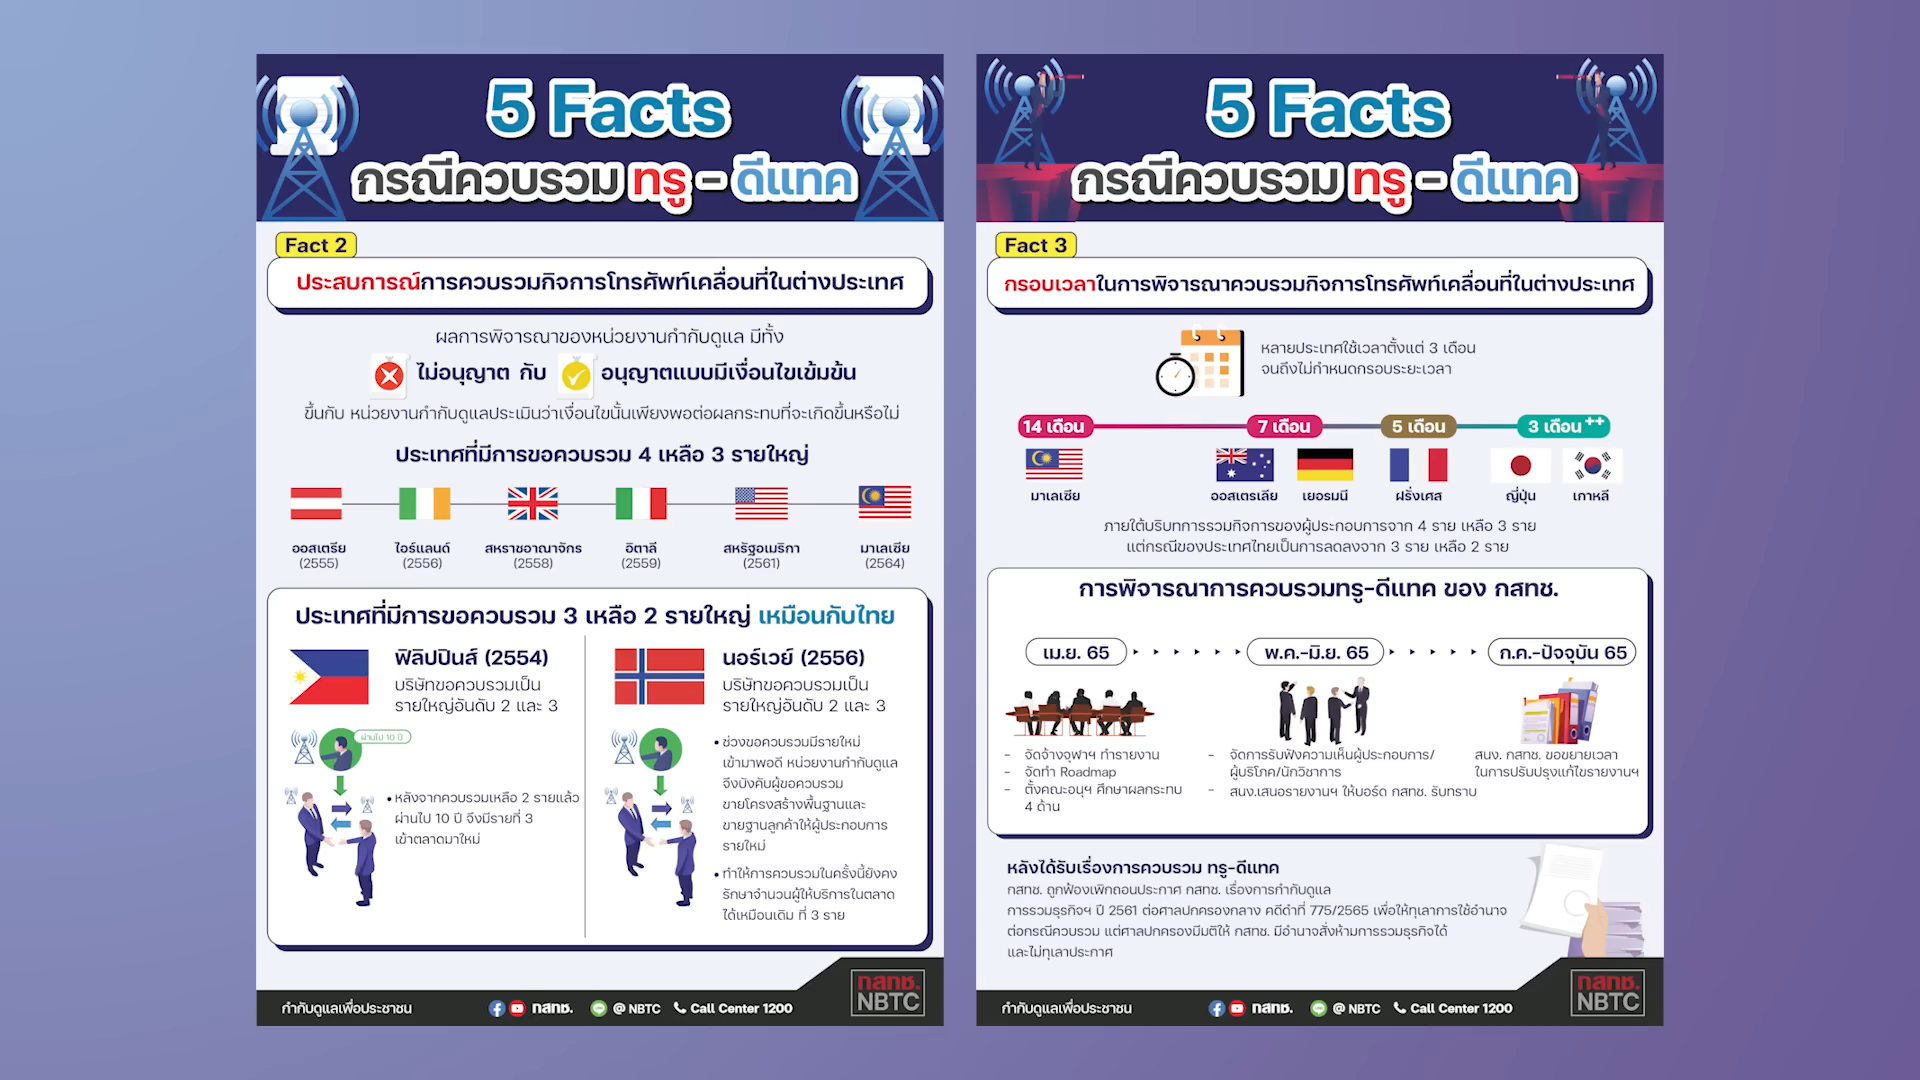 5 Facts
กรณีควบรวม ทรู - ดีแทค
Fact 2
ประสบการณ์การควบรวมกิจการโทรศัพท์เคลื่อนที่ในต่างประเทศ
ผลการพิจารณาของหน่วยงานกำกับดูแล มีทั้ง
ไม่อนุญาต กับ อนุญาตแบบมีเงื่อนไขเข้มข้น
ขึ้นกับ หน่วยงานกำกับดูแลประเมินว่าเงื่อนไขนั้นเพียงพอต่อผลกระทบที่จะเกิดขึ้นหรือไม่
ประเทศที่มีการขอควบรวม 4 เหลือ 3 รายใหญ่
ออสเตรีย ไอร์แลนด์ สหราชอาณาจักร อิตาลี สหรัฐอเมริกา มาเลเซีย
(2555) (2556) (2558) (2559) (2561) (2564)
ประเทศที่มีการขอควบรวม 3 เหลือ 2 รายใหญ่ เหมือนกับไทย
ฟิลิปปินส์ (2554)
บริษัทขอควบรวมเป็น
รายใหญ่อันดับ 2 และ 3
ผ่านไป 10 ปี
• หลังจากควบรวมเหลือ 2 รายแล้ว
ผ่านไป 10 ปี จึงมีรายที่ 3
เข้าตลาดมาใหม่
นอร์เวย์ (2556)
บริษัทขอควบรวมเป็น
รายใหญ่อันดับ 2 และ 3
• ช่วงขอควบรวมมีรายใหม่
เข้ามาพอดี หน่วยงานกำกับดูแล
จึงบังคับผู้ขอควบรวม
ขายโครงสร้างพื้นฐานและ
ขายฐานลูกค้าให้ผู้ประกอบการ
รายใหม่
• ทำให้การควบรวมในครั้งนี้ยังคง
รักษาจำนวนผู้ให้บริการในตลาด
ได้เหมือนเดิม ที่ 3 ราย
กำกับดูแลเพื่อประชาชน กสทช. @ NBTC Call Center 1200
กสทช.
NBTC
5 Facts
กรณีควบรวม ทรู - ดีแทค
Fact 3
กรอบเวลาในการพิจารณาควบรวมกิจการโทรศัพท์เคลื่อนที่ในต่างประเทศ
หลายประเทศใช้เวลาตั้งแต่ 3 เดือน
จนถึงไม่กำหนดกรอบระยะเวลา
14 เดือน 7 เดือน 5 เดือน 3 เดือน ++
มาเลเซีย ออสเตรเลีย เยอรมนี ฝรั่งเศส ญี่ปุ่น เกาหลี
ภายใต้บริบทการรวมกิจการของผู้ประกอบการจาก 4 ราย เหลือ 3 ราย
แต่กรณีของประเทศไทยเป็นการลดลงจาก 3 ราย เหลือ 2 ราย
การพิจารณาการควบรวมทรู-ดีแทค ของ กสทช.
เม.ย. 65 พ.ค.-มิ.ย. 65 ก.ค.-ปัจจุบัน 65
- จัดจ้างจุฬาฯ ทำรายงาน
- จัดทำ Roadmap
- ตั้งคณะอนุฯ ศึกษาผลกระทบ
4 ด้าน
- จัดการรับฟังความเห็นผู้ประกอบการ/
ผู้บริโภค/นักวิชาการ
- สนง.เสนอรายงานฯ ให้บอร์ด กสทช. รับทราบ
สนง. กสทช. ขอขยายเวลา
ในการปรับปรุงแก้ไขรายงานฯ
หลังได้รับเรื่องการควบรวม ทรู-ดีแทค
กสทช. ถูกฟ้องเพิกถอนประกาศ กสทช. เรื่องการกำกับดูแล
การรวมธุรกิจฯ ปี 2561 ต่อศาลปกครองกลาง คดีดำที่ 775/2565 เพื่อให้ทุเลาการใช้อำนาจ
ต่อกรณีควบรวม แต่ศาลปกครองมีมติให้ กสทช. มีอำนาจสั่งห้ามการรวมธุรกิจได้
และไม่ทุเลาประกาศ
กำกับดูแลเพื่อประชาชน กสทช. @ NBTC Call Center 1200
กสทช.
NBTC